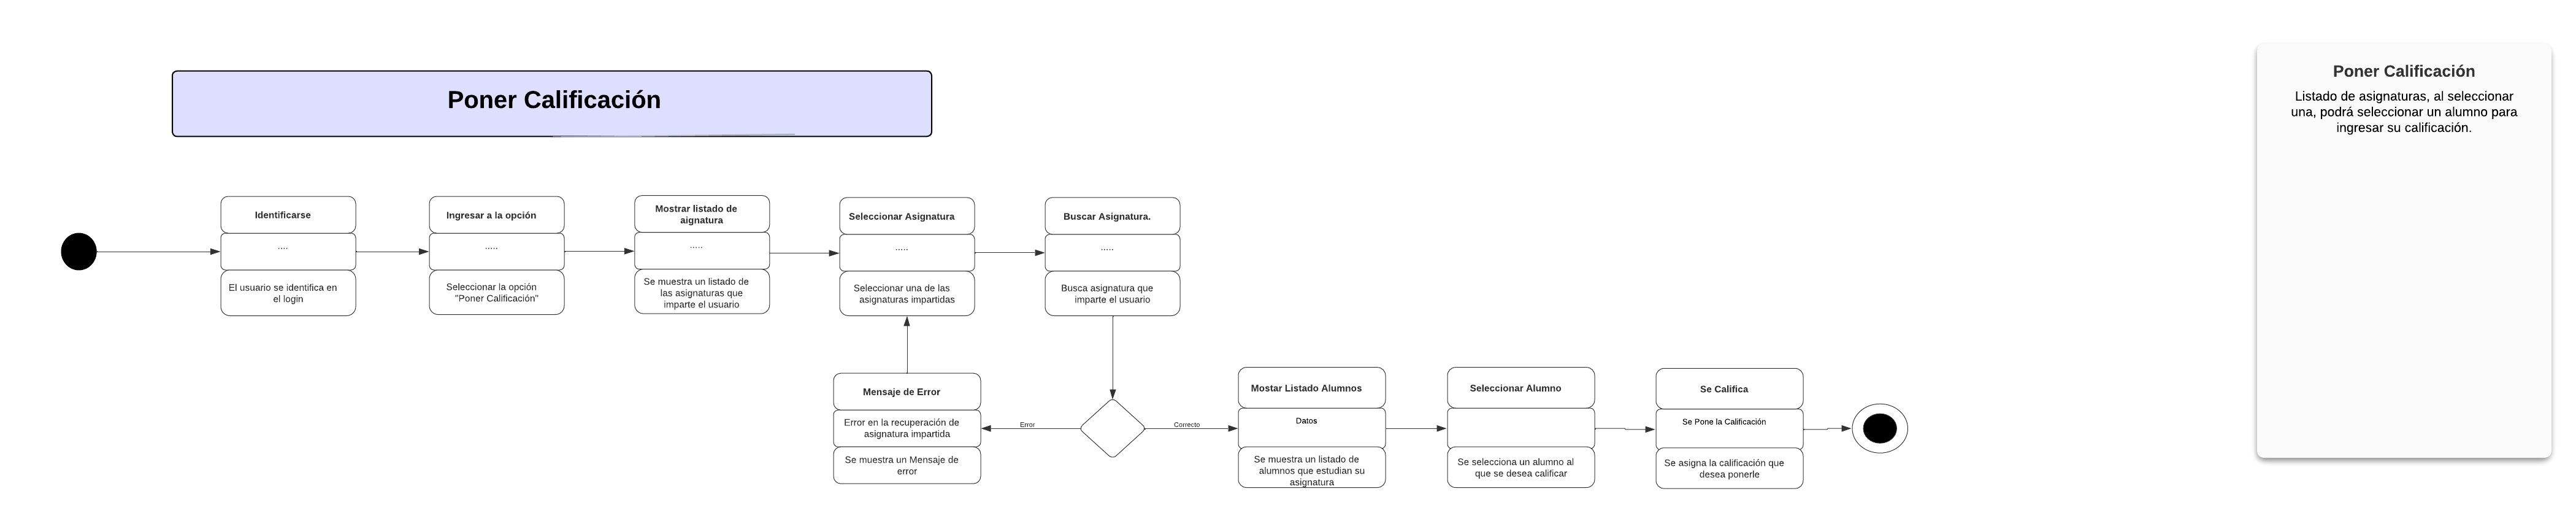 Poner Calificación
Poner Calificación
Listado de asignaturas, al seleccionar
una, podrá seleccionar un alumno para
ingresar su calificación.
Identificarse
....
El usuario se identifica en
el login
Ingresar a la opción
.....
Seleccionar la opción
"Poner Calificación"
Mostrar listado de
aignatura
.....
Se muestra un listado de
las asignaturas que
imparte el usuario
Seleccionar Asignatura
.....
Seleccionar una de las
asignaturas impartidas
Buscar Asignatura.
.....
Busca asignatura que
imparte el usuario
Mensaje de Error
Error en la recuperación de
asignatura impartida
Se muestra un Mensaje de
error
Error
Correcto
Mostar Listado Alumnos
Datos
Se muestra un listado de
alumnos que estudian su
asignatura
Seleccionar Alumno
Se selecciona un alumno al
que se desea calificar
Se Califica
Se Pone la Calificación
Se asigna la calificación que
desea ponerle